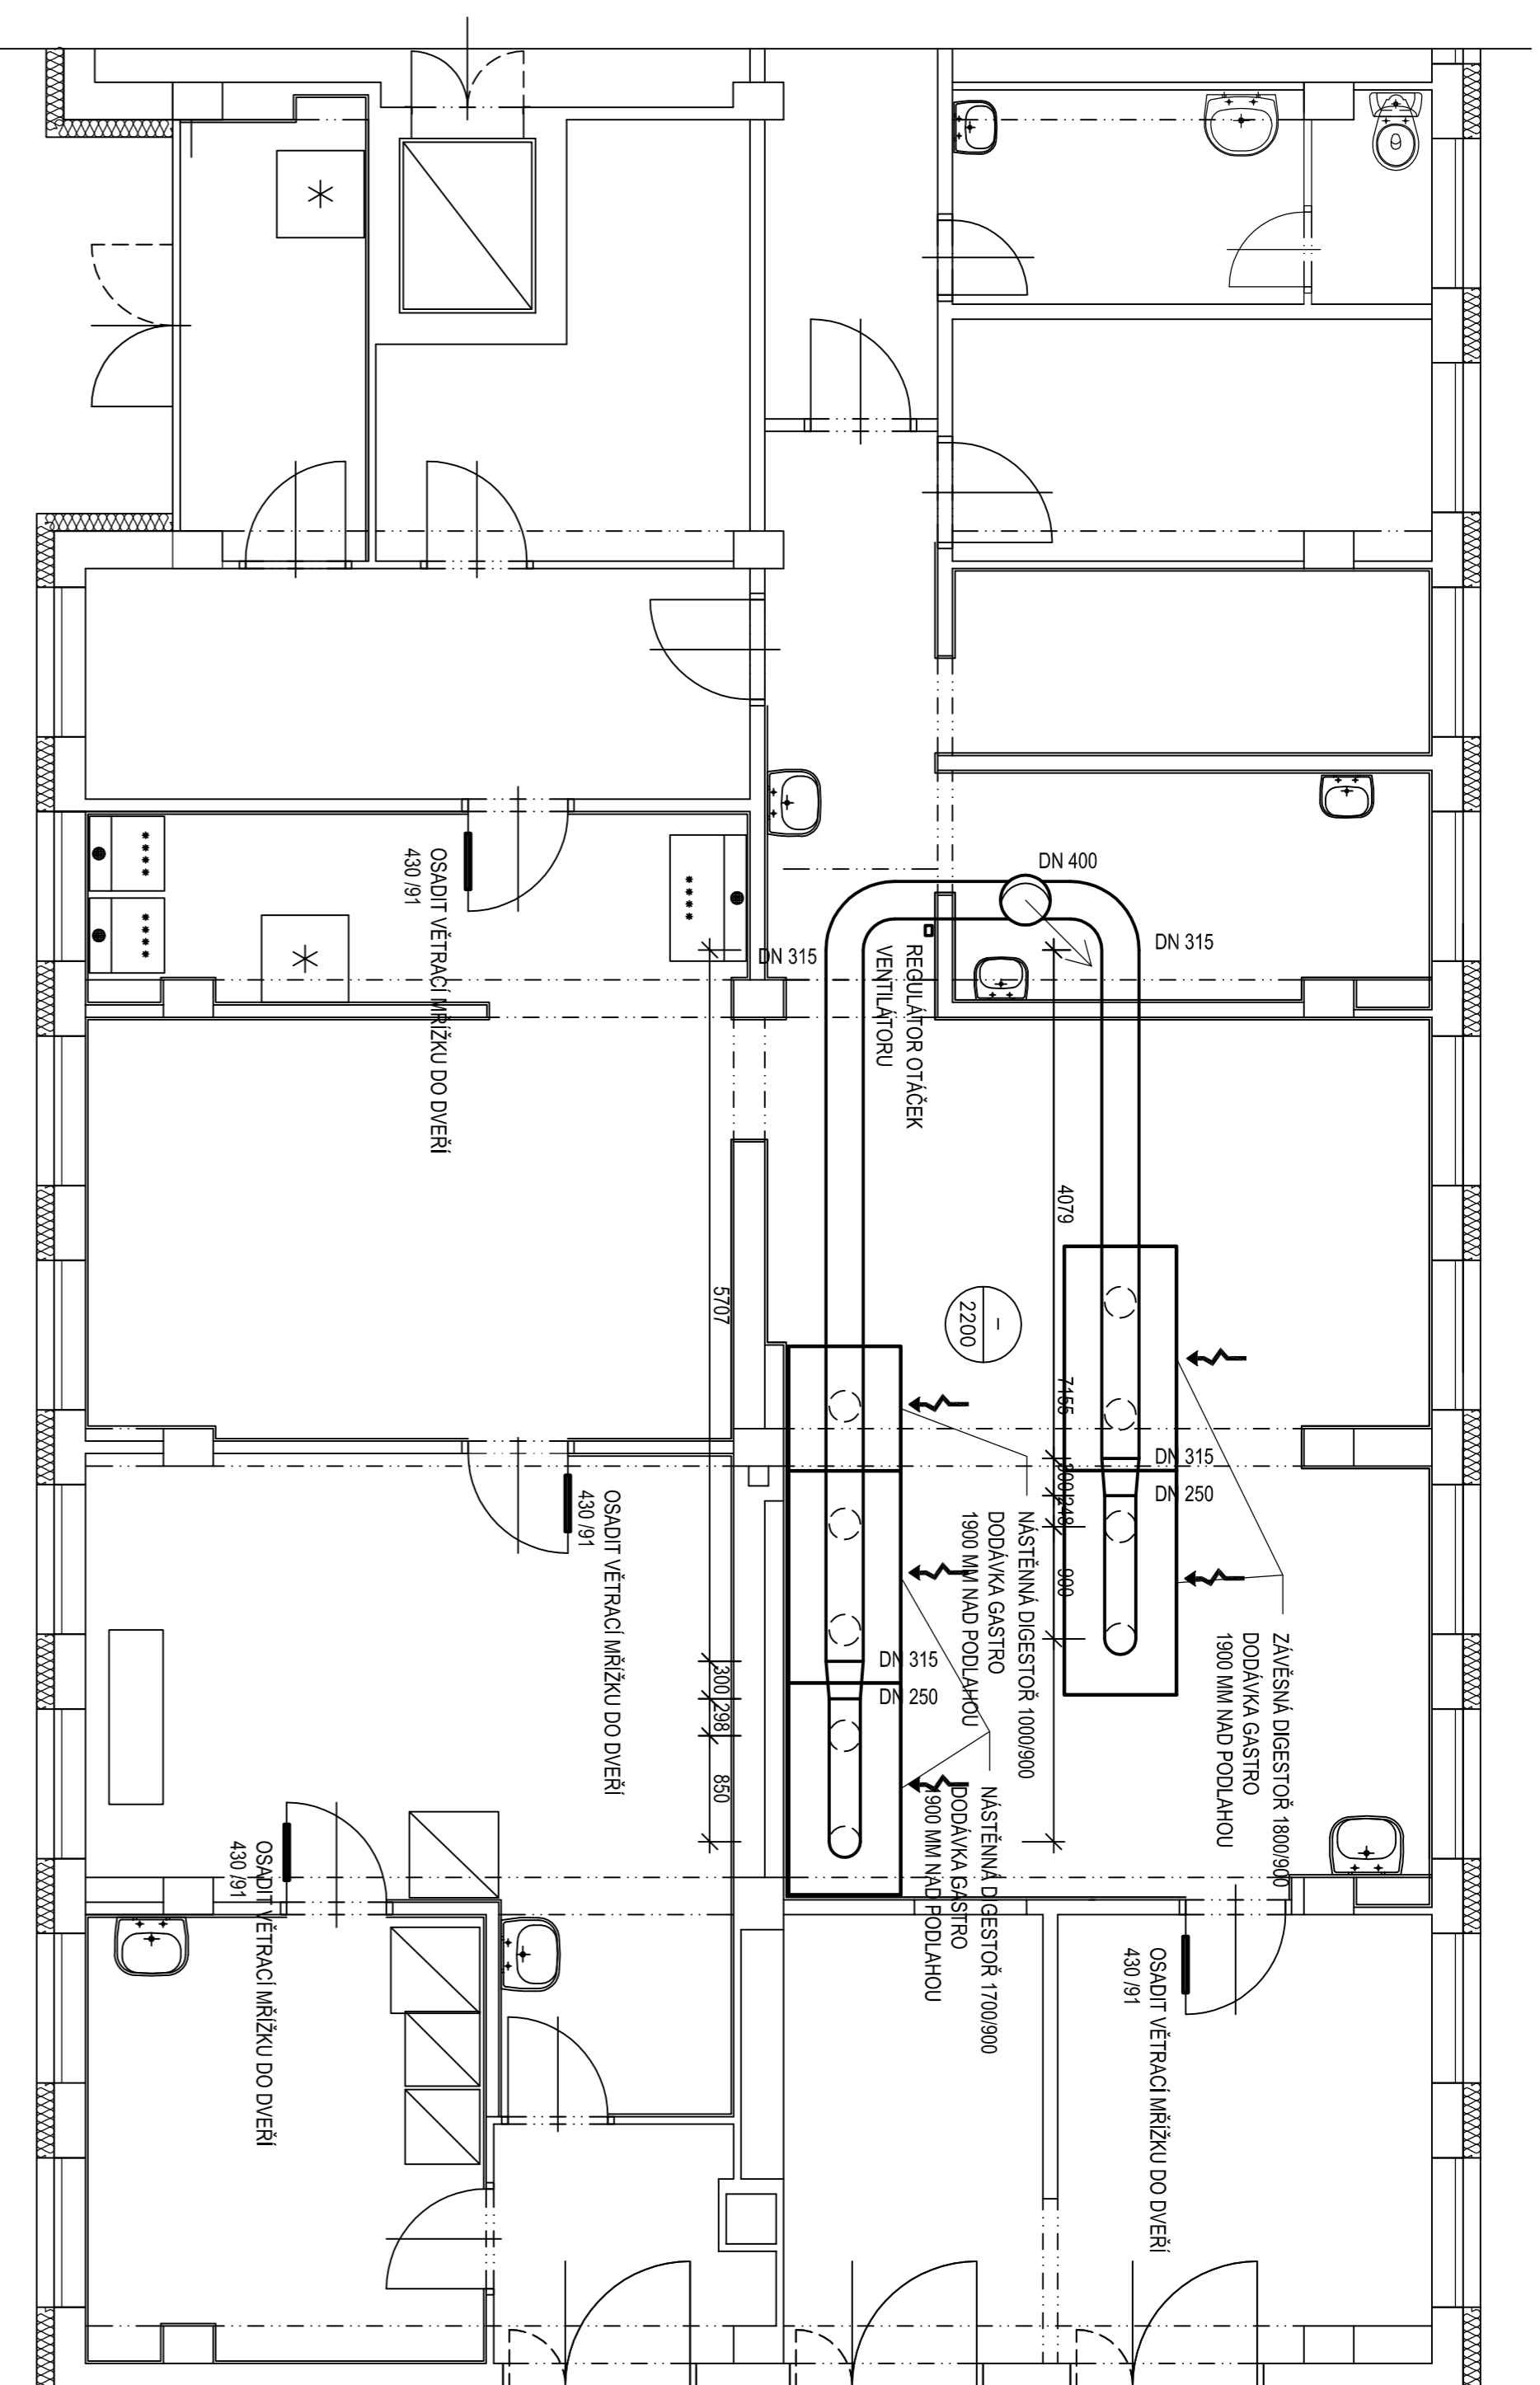 DN 400
DN 315
DN 315
OSADIT VĚTRACÍ MŘÍŽKU DO DVEŘÍ
430 /91
REGULÁTOR OTÁČEK
VENTILÁTORU
4079
5707
–
2200
7155
DN 315
300
DN 250
248
900
OSADIT VĚTRACÍ MŘÍŽKU DO DVEŘÍ
430 /91
NÁSTĚNNÁ DIGESTOŘ 1000/900
DODÁVKA GASTRO
1900 MM NAD PODLAHOU
ZÁVĚSNÁ DIGESTOŘ 1800/900
DODÁVKA GASTRO
1900 MM NAD PODLAHOU
DN 315
DN 250
300
298
850
NÁSTĚNNÁ DIGESTOŘ 1700/900
DODÁVKA GASTRO
1900 MM NAD PODLAHOU
OSADIT VĚTRACÍ MŘÍŽKU DO DVEŘÍ
430 /91
OSADIT VĚTRACÍ MŘÍŽKU DO DVEŘÍ
430 /91